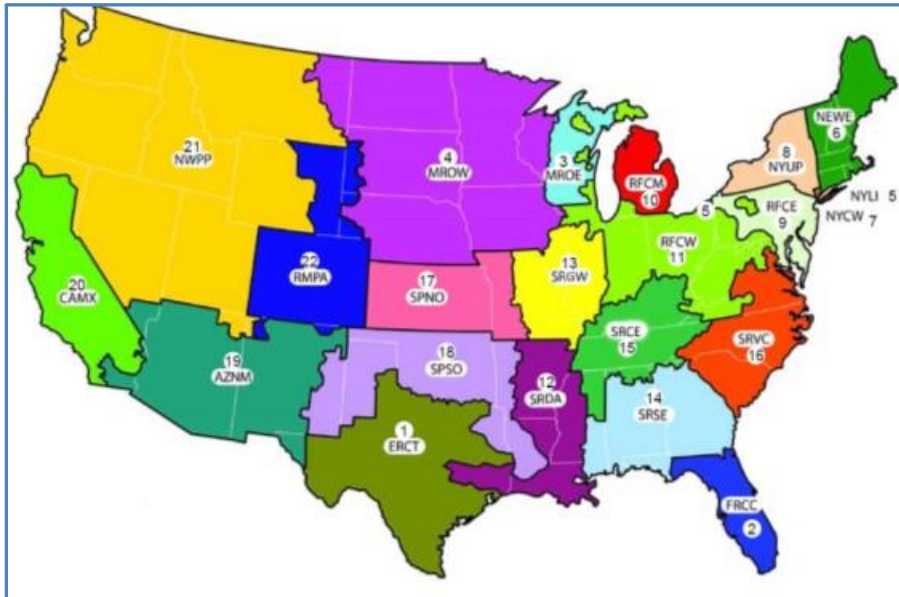 21
NWPP
4
MROW
3
MROE
RFCM
10
NEWE
6
8
NYUP
NYLI 5
NYCW 7
RFCE
9
5
RFCW
11
20
CAMX
22
RMPA
17
SPNO
13
SRGW
SRCE
15
SRVC
16
19
AZNM
18
SPSO
12
SRDA
14
SRSE
1
ERCT
FRCC
2